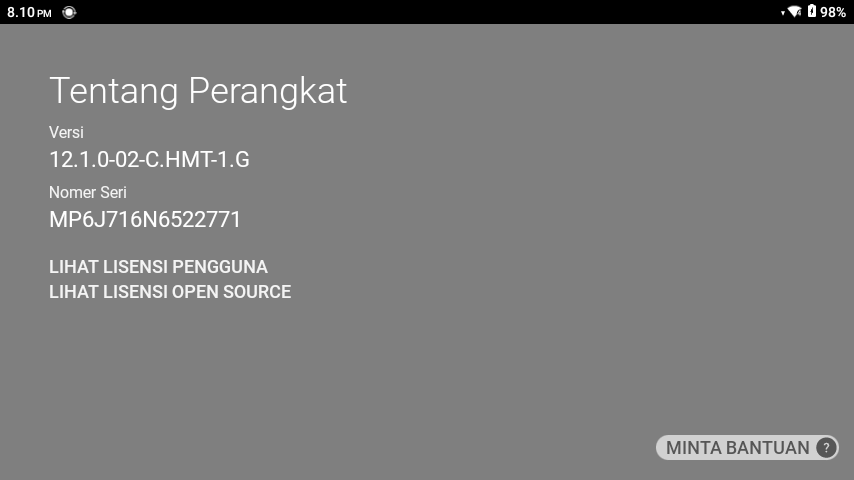 8.10 PM
98%
Tentang Perangkat
Versi
12.1.0-02-C.HMT-1.G
Nomer Seri
MP6J716N6522771
LIHAT LISENSI PENGGUNA
LIHAT LISENSI OPEN SOURCE
MINTA BANTUAN ?